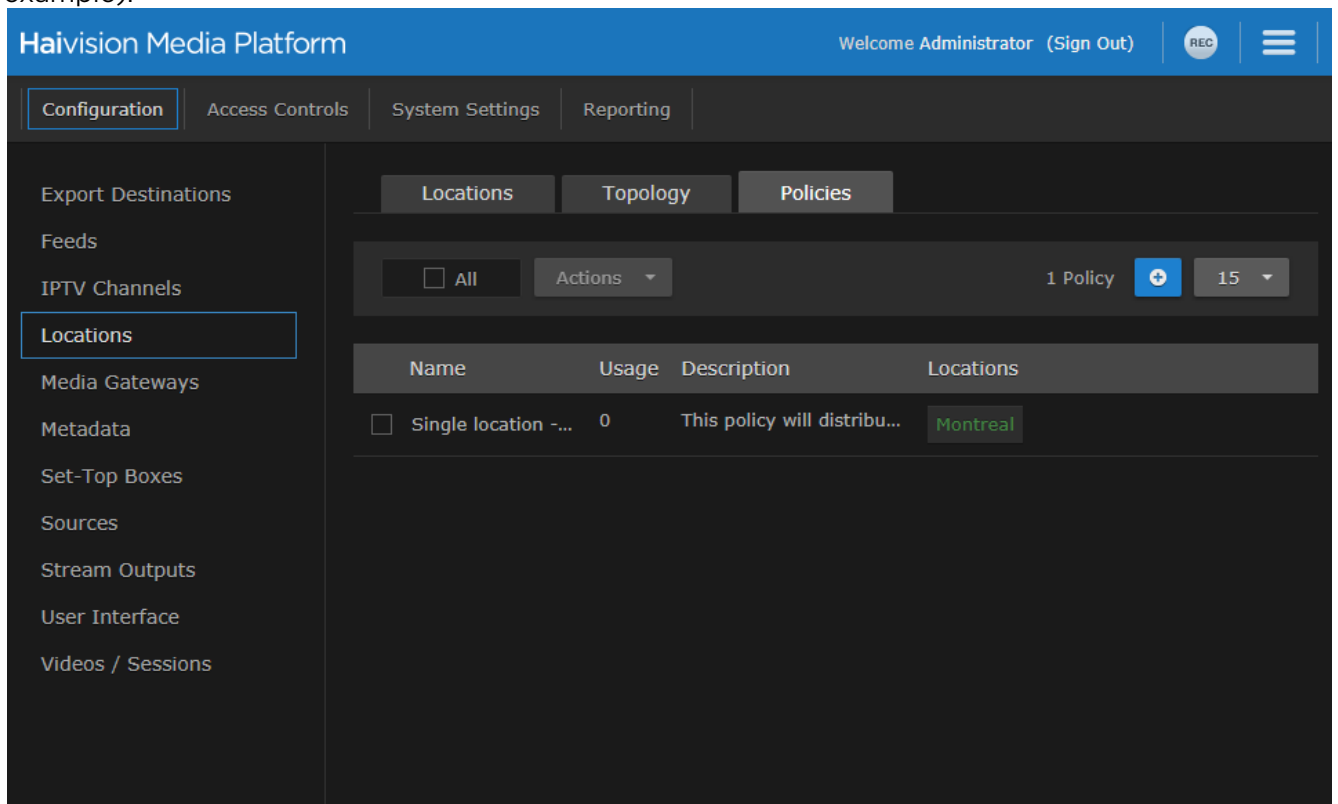 example).
Haivision Media Platform Welcome Administrator (Sign Out) REC
Configuration Access Controls System Settings Reporting
Export Destinations
Feeds
IPTV Channels
Locations
Media Gateways
Metadata
Set-Top Boxes
Sources
Stream Outputs
User Interface
Videos / Sessions
Locations Topology Policies
All Actions 1 Policy 15
Name Usage Description Locations
Single location -... 0 This policy will distribu... Montreal